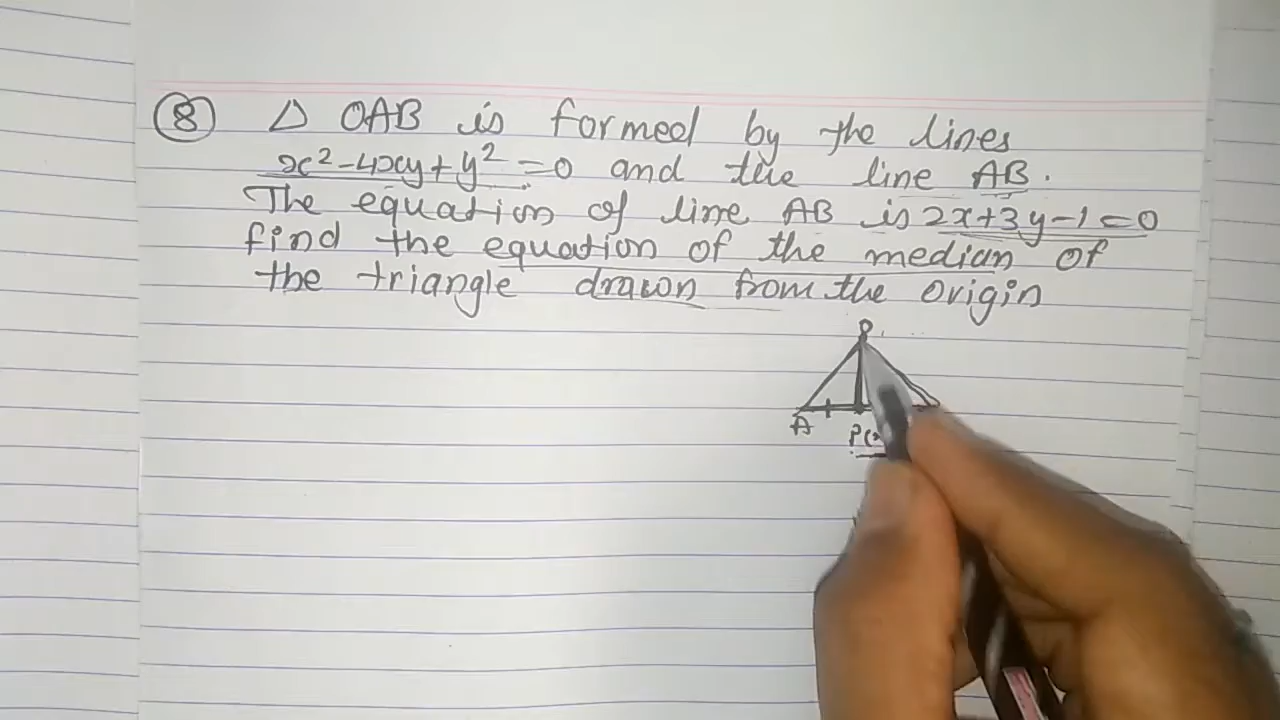 8 △ OAB is formed by the lines
x²-4xy+y²=0 and the line AB.
The equation of line AB is 2x+3y-1=0
find the equation of the median of
the triangle drawn from the origin
O
A
P(